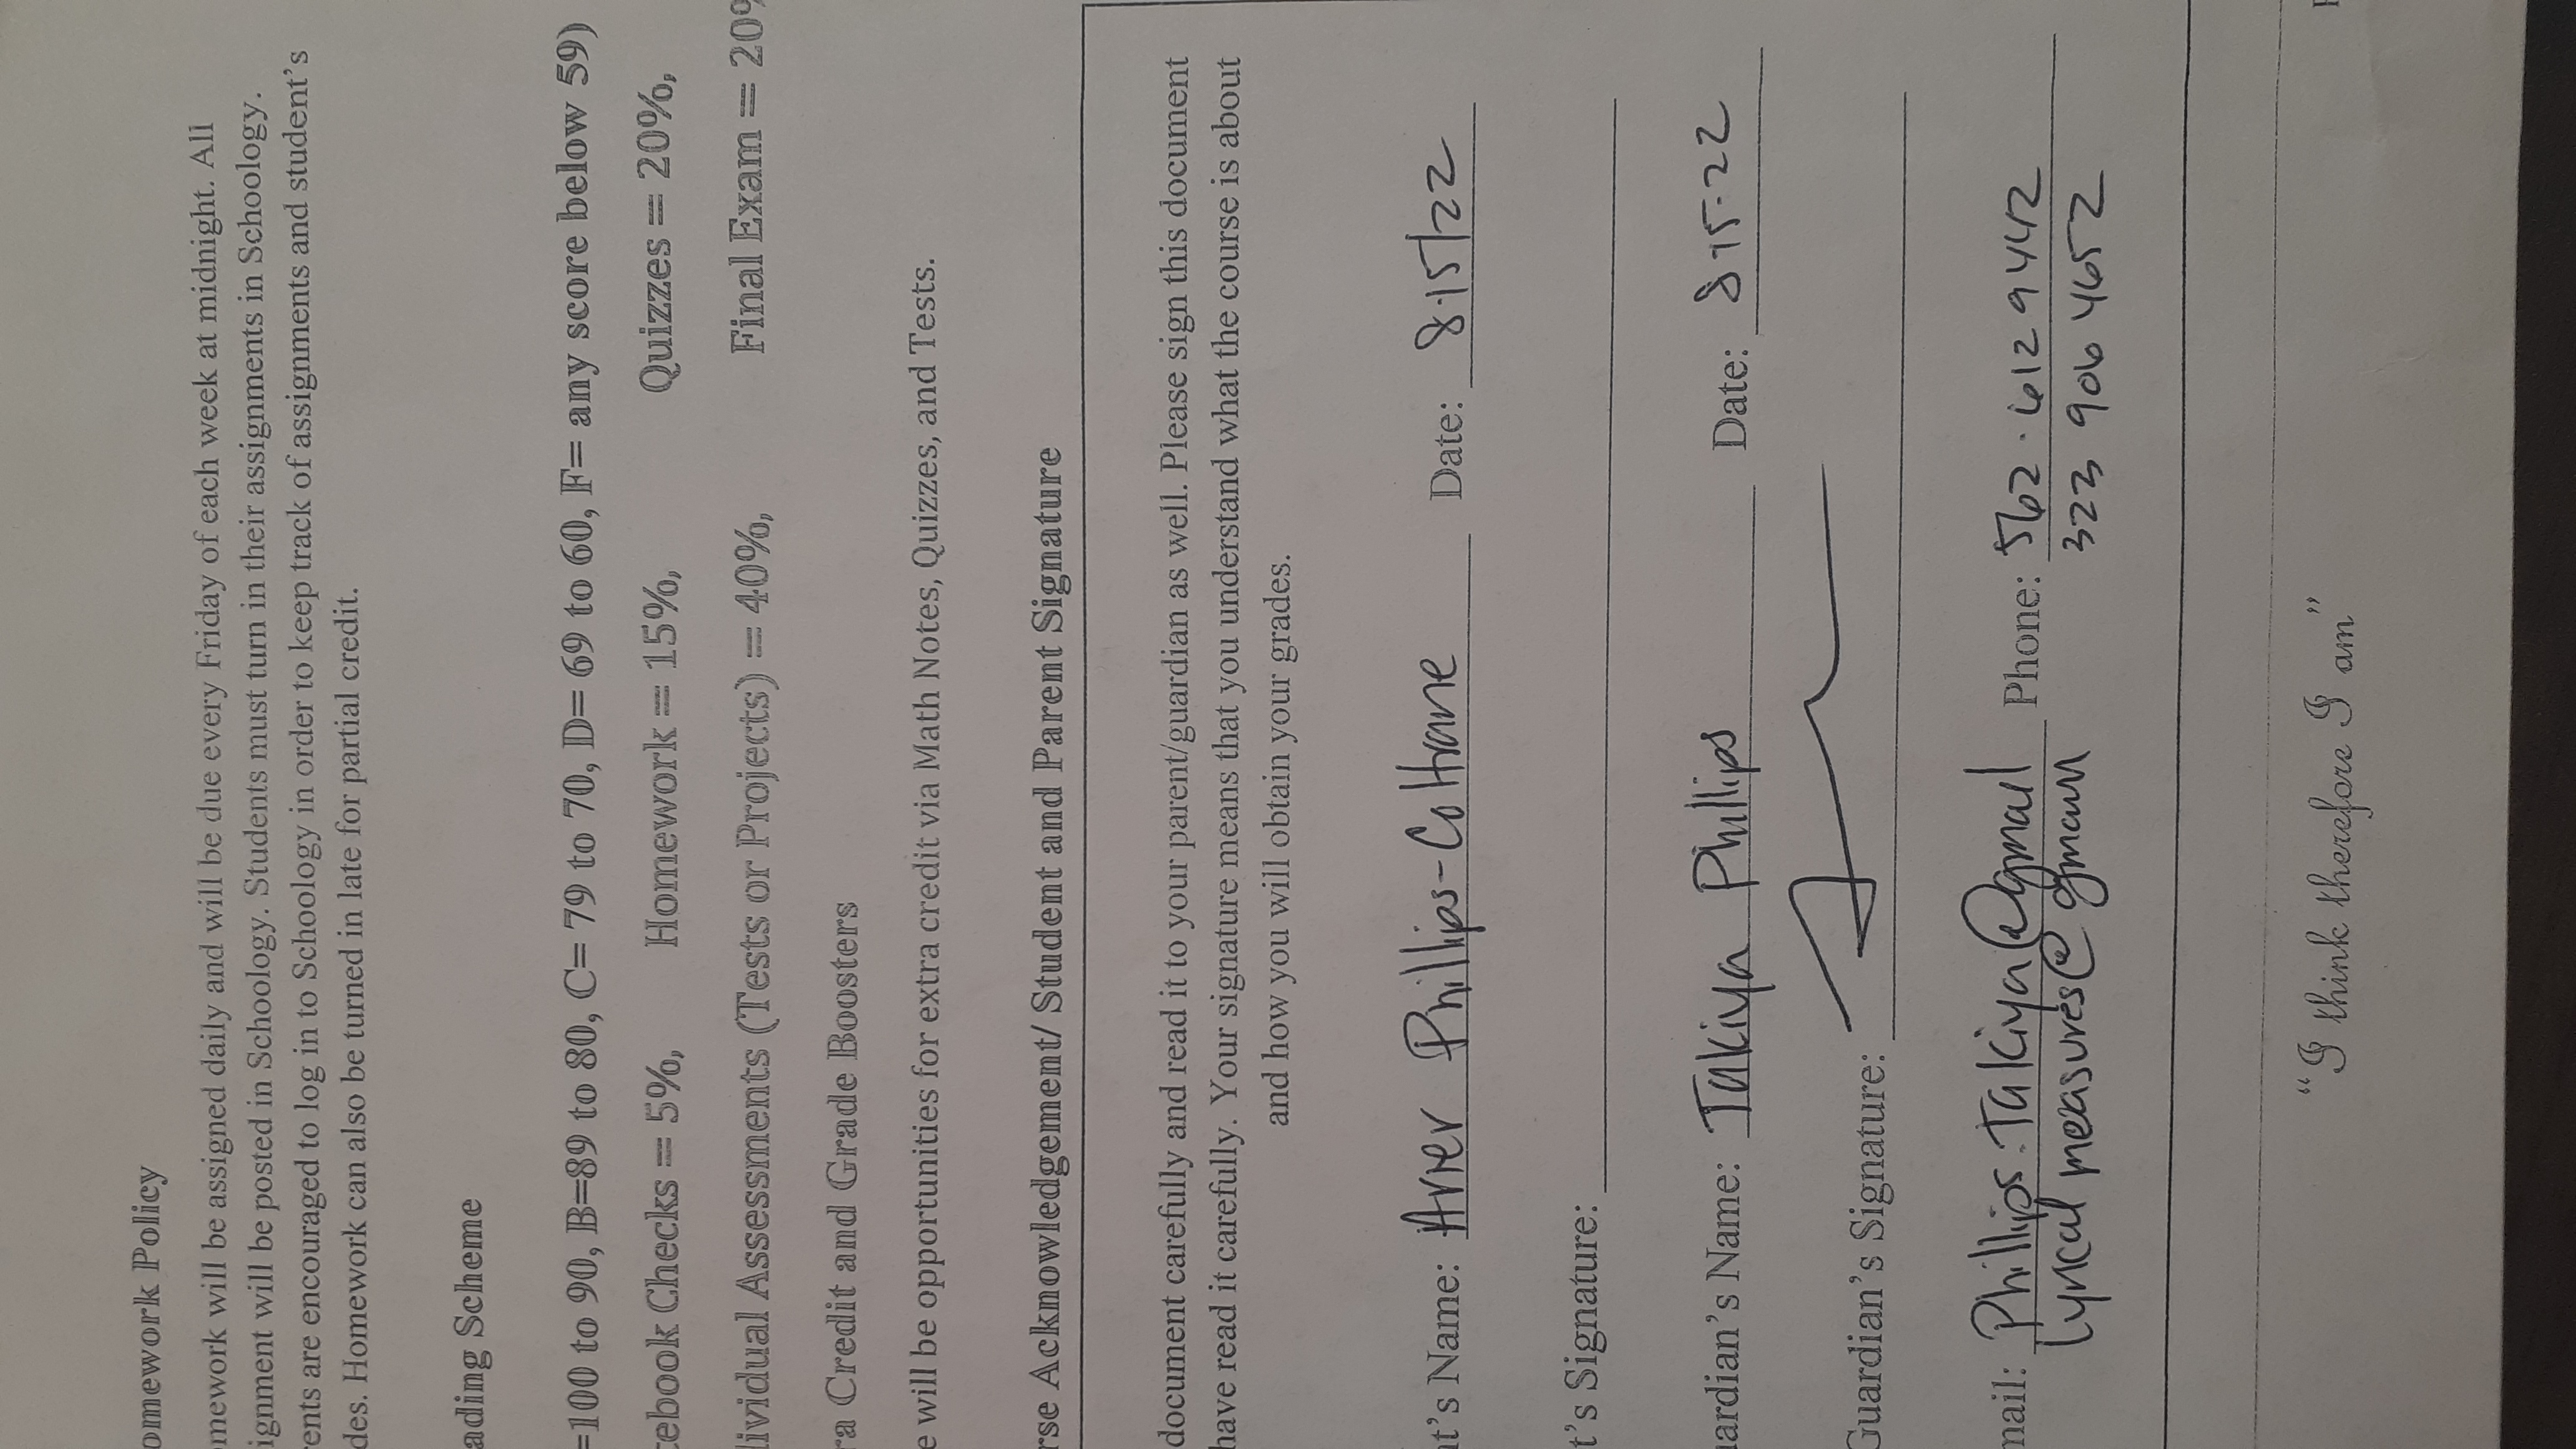 omework Policy
mework will be assigned daily and will be due every Friday of each week at midnight. All
ignment will be posted in Schoology. Students must turn in their assignments in Schoology.
ents are encouraged to log in to Schoology in order to keep track of assignments and student's
des. Homework can also be turned in late for partial credit.
ading Scheme
=100 to 90, B=89 to 80, C= 79 to 70, D= 69 to 60, F= any score below 59)
tebook Checks = 5%, Homework = 15%, Quizzes = 20%,
dividual Assessments (Tests or Projects) = 40%, Final Exam = 20%
ra Credit and Grade Boosters
e will be opportunities for extra credit via Math Notes, Quizzes, and Tests.
rse Acknowledgement/ Student and Parent Signature
document carefully and read it to your parent/guardian as well. Please sign this document
have read it carefully. Your signature means that you understand what the course is about
and how you will obtain your grades.
t's Name: Arier Phillips-Coltrane Date: 8·15/22
t's Signature:
ardian's Name: Takiya Phillips Date: 8-15-22
Guardian's Signature:
mail: Phillips.Takiya@gmail Phone: 562·612 9442
lyrical measures@gmail 323 906 4652
"I think therefore I am"